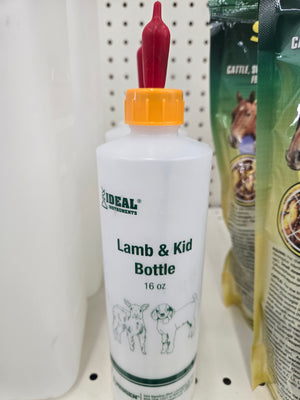 IDEAL®
INSTRUMENTS
Lamb & Kid
Bottle
16 oz
CATTLE,